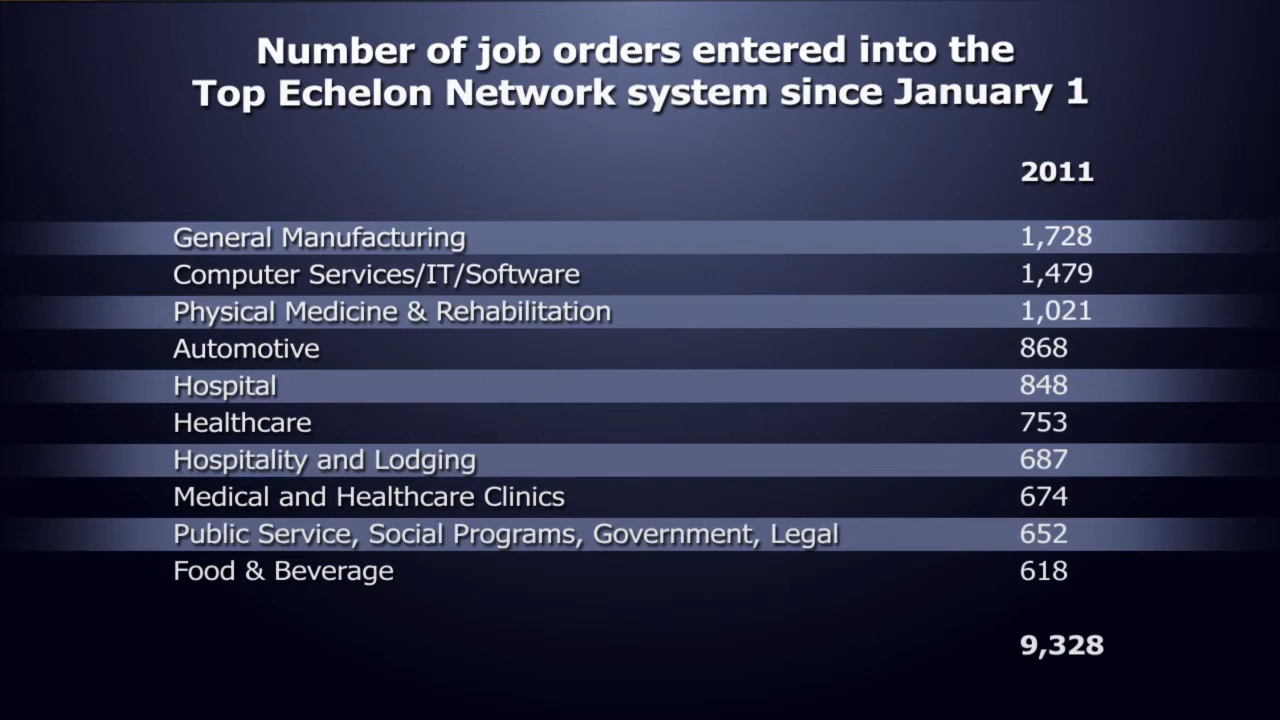 Number of job orders entered into the
Top Echelon Network system since January 1
2011
General Manufacturing 1,728
Computer Services/IT/Software 1,479
Physical Medicine & Rehabilitation 1,021
Automotive 868
Hospital 848
Healthcare 753
Hospitality and Lodging 687
Medical and Healthcare Clinics 674
Public Service, Social Programs, Government, Legal 652
Food & Beverage 618
9,328